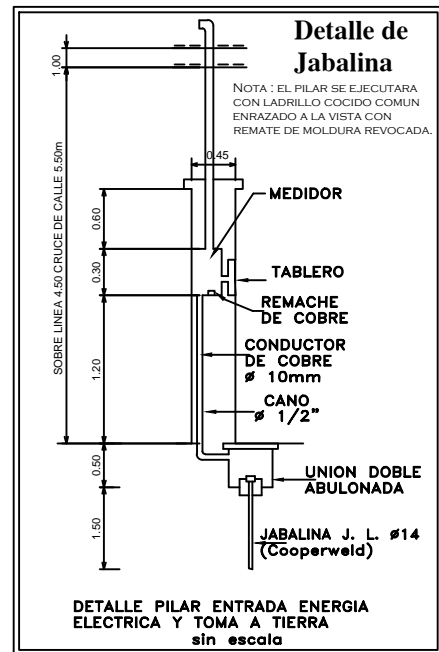 Detalle de
Jabalina
NOTA : EL PILAR SE EJECUTARA
CON LADRILLO COCIDO COMUN
ENRAZADO A LA VISTA CON
REMATE DE MOLDURA REVOCADA.
1.00
SOBRE LINEA 4.50 CRUCE DE CALLE 5.50m
0.45
0.60
MEDIDOR
0.30
TABLERO
REMACHE
DE COBRE
1.20
CONDUCTOR
DE COBRE
ø 10mm
CANO
ø 1/2"
0.50
UNION DOBLE
ABULONADA
1.50
JABALINA J. L. ø14
(Cooperweld)
DETALLE PILAR ENTRADA ENERGIA
ELECTRICA Y TOMA A TIERRA
sin escala